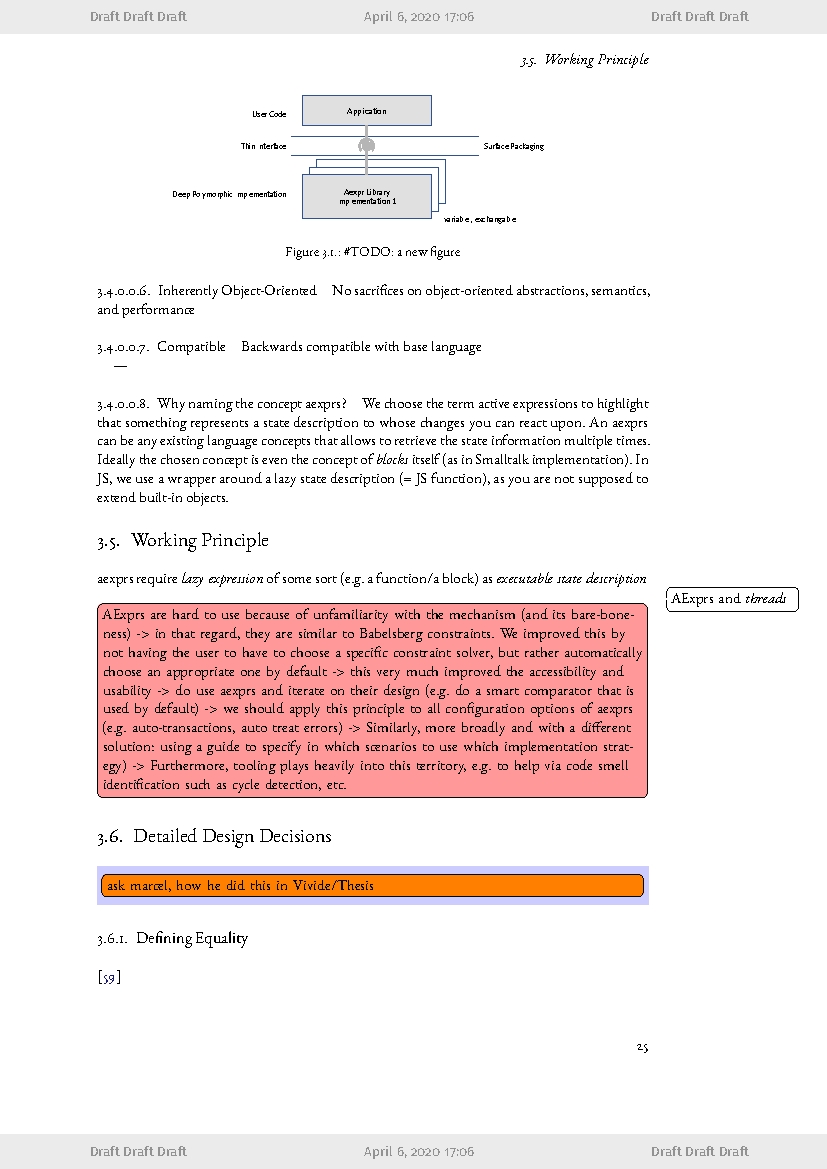 Draft Draft Draft April 6, 2020 17:06 Draft Draft Draft
3.5. Working Principle
User Code
Application
Thin Interface
Surface Packaging
Deep Polymorphic Implementation
Aexpr Library
Implementation 1
variable, exchangable
Figure 3.1.: #TODO: a new figure
3.4.0.0.6. Inherently Object-Oriented No sacrifices on object-oriented abstractions, semantics,
and performance
3.4.0.0.7. Compatible Backwards compatible with base language
—
3.4.0.0.8. Why naming the concept aexprs? We choose the term active expressions to highlight
that something represents a state description to whose changes you can react upon. An aexprs
can be any existing language concepts that allows to retrieve the state information multiple times.
Ideally the chosen concept is even the concept of blocks itself (as in Smalltalk implementation). In
JS, we use a wrapper around a lazy state description (= JS function), as you are not supposed to
extend built-in objects.
3.5. Working Principle
aexprs require lazy expression of some sort (e.g. a function/a block) as executable state description
AExprs and threads
AExprs are hard to use because of unfamiliarity with the mechanism (and its bare-bone-
ness) -> in that regard, they are similar to Babelsberg constraints. We improved this by
not having the user to have to choose a specific constraint solver, but rather automatically
choose an appropriate one by default -> this very much improved the accessibility and
usability -> do use aexprs and iterate on their design (e.g. do a smart comparator that is
used by default) -> we should apply this principle to all configuration options of aexprs
(e.g. auto-transactions, auto treat errors) -> Similarly, more broadly and with a different
solution: using a guide to specify in which scenarios to use which implementation strat-
egy) -> Furthermore, tooling plays heavily into this territory, e.g. to help via code smell
identification such as cycle detection, etc.
3.6. Detailed Design Decisions
ask marcel, how he did this in Vivide/Thesis
3.6.1. Defining Equality
[59]
25
Draft Draft Draft April 6, 2020 17:06 Draft Draft Draft